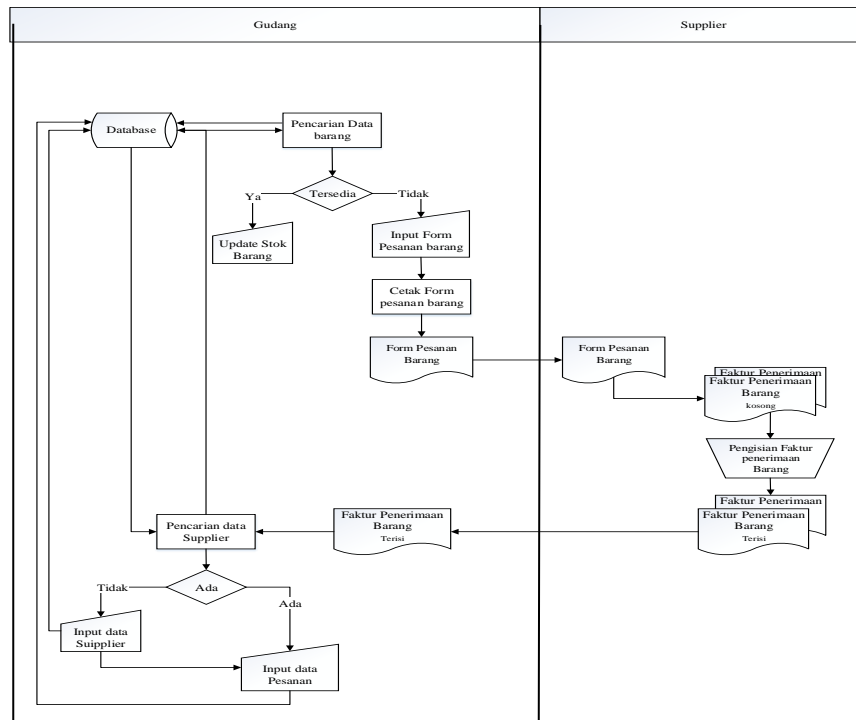 Gudang
Supplier
Database
Pencarian Data
barang
Tersedia
Ya
Tidak
Update Stok
Barang
Input Form
Pesanan barang
Cetak Form
pesanan barang
Form Pesanan
Barang
Form Pesanan
Barang
Faktur Penerimaan
Faktur Penerimaan
Barang
kosong
Pengisian Faktur
penerimaan
Barang
Faktur Penerimaan
Faktur Penerimaan
Barang
Terisi
Faktur Penerimaan
Barang
Terisi
Pencarian data
Supplier
Ada
Tidak
Ada
Input data
Suipplier
Input data
Pesanan